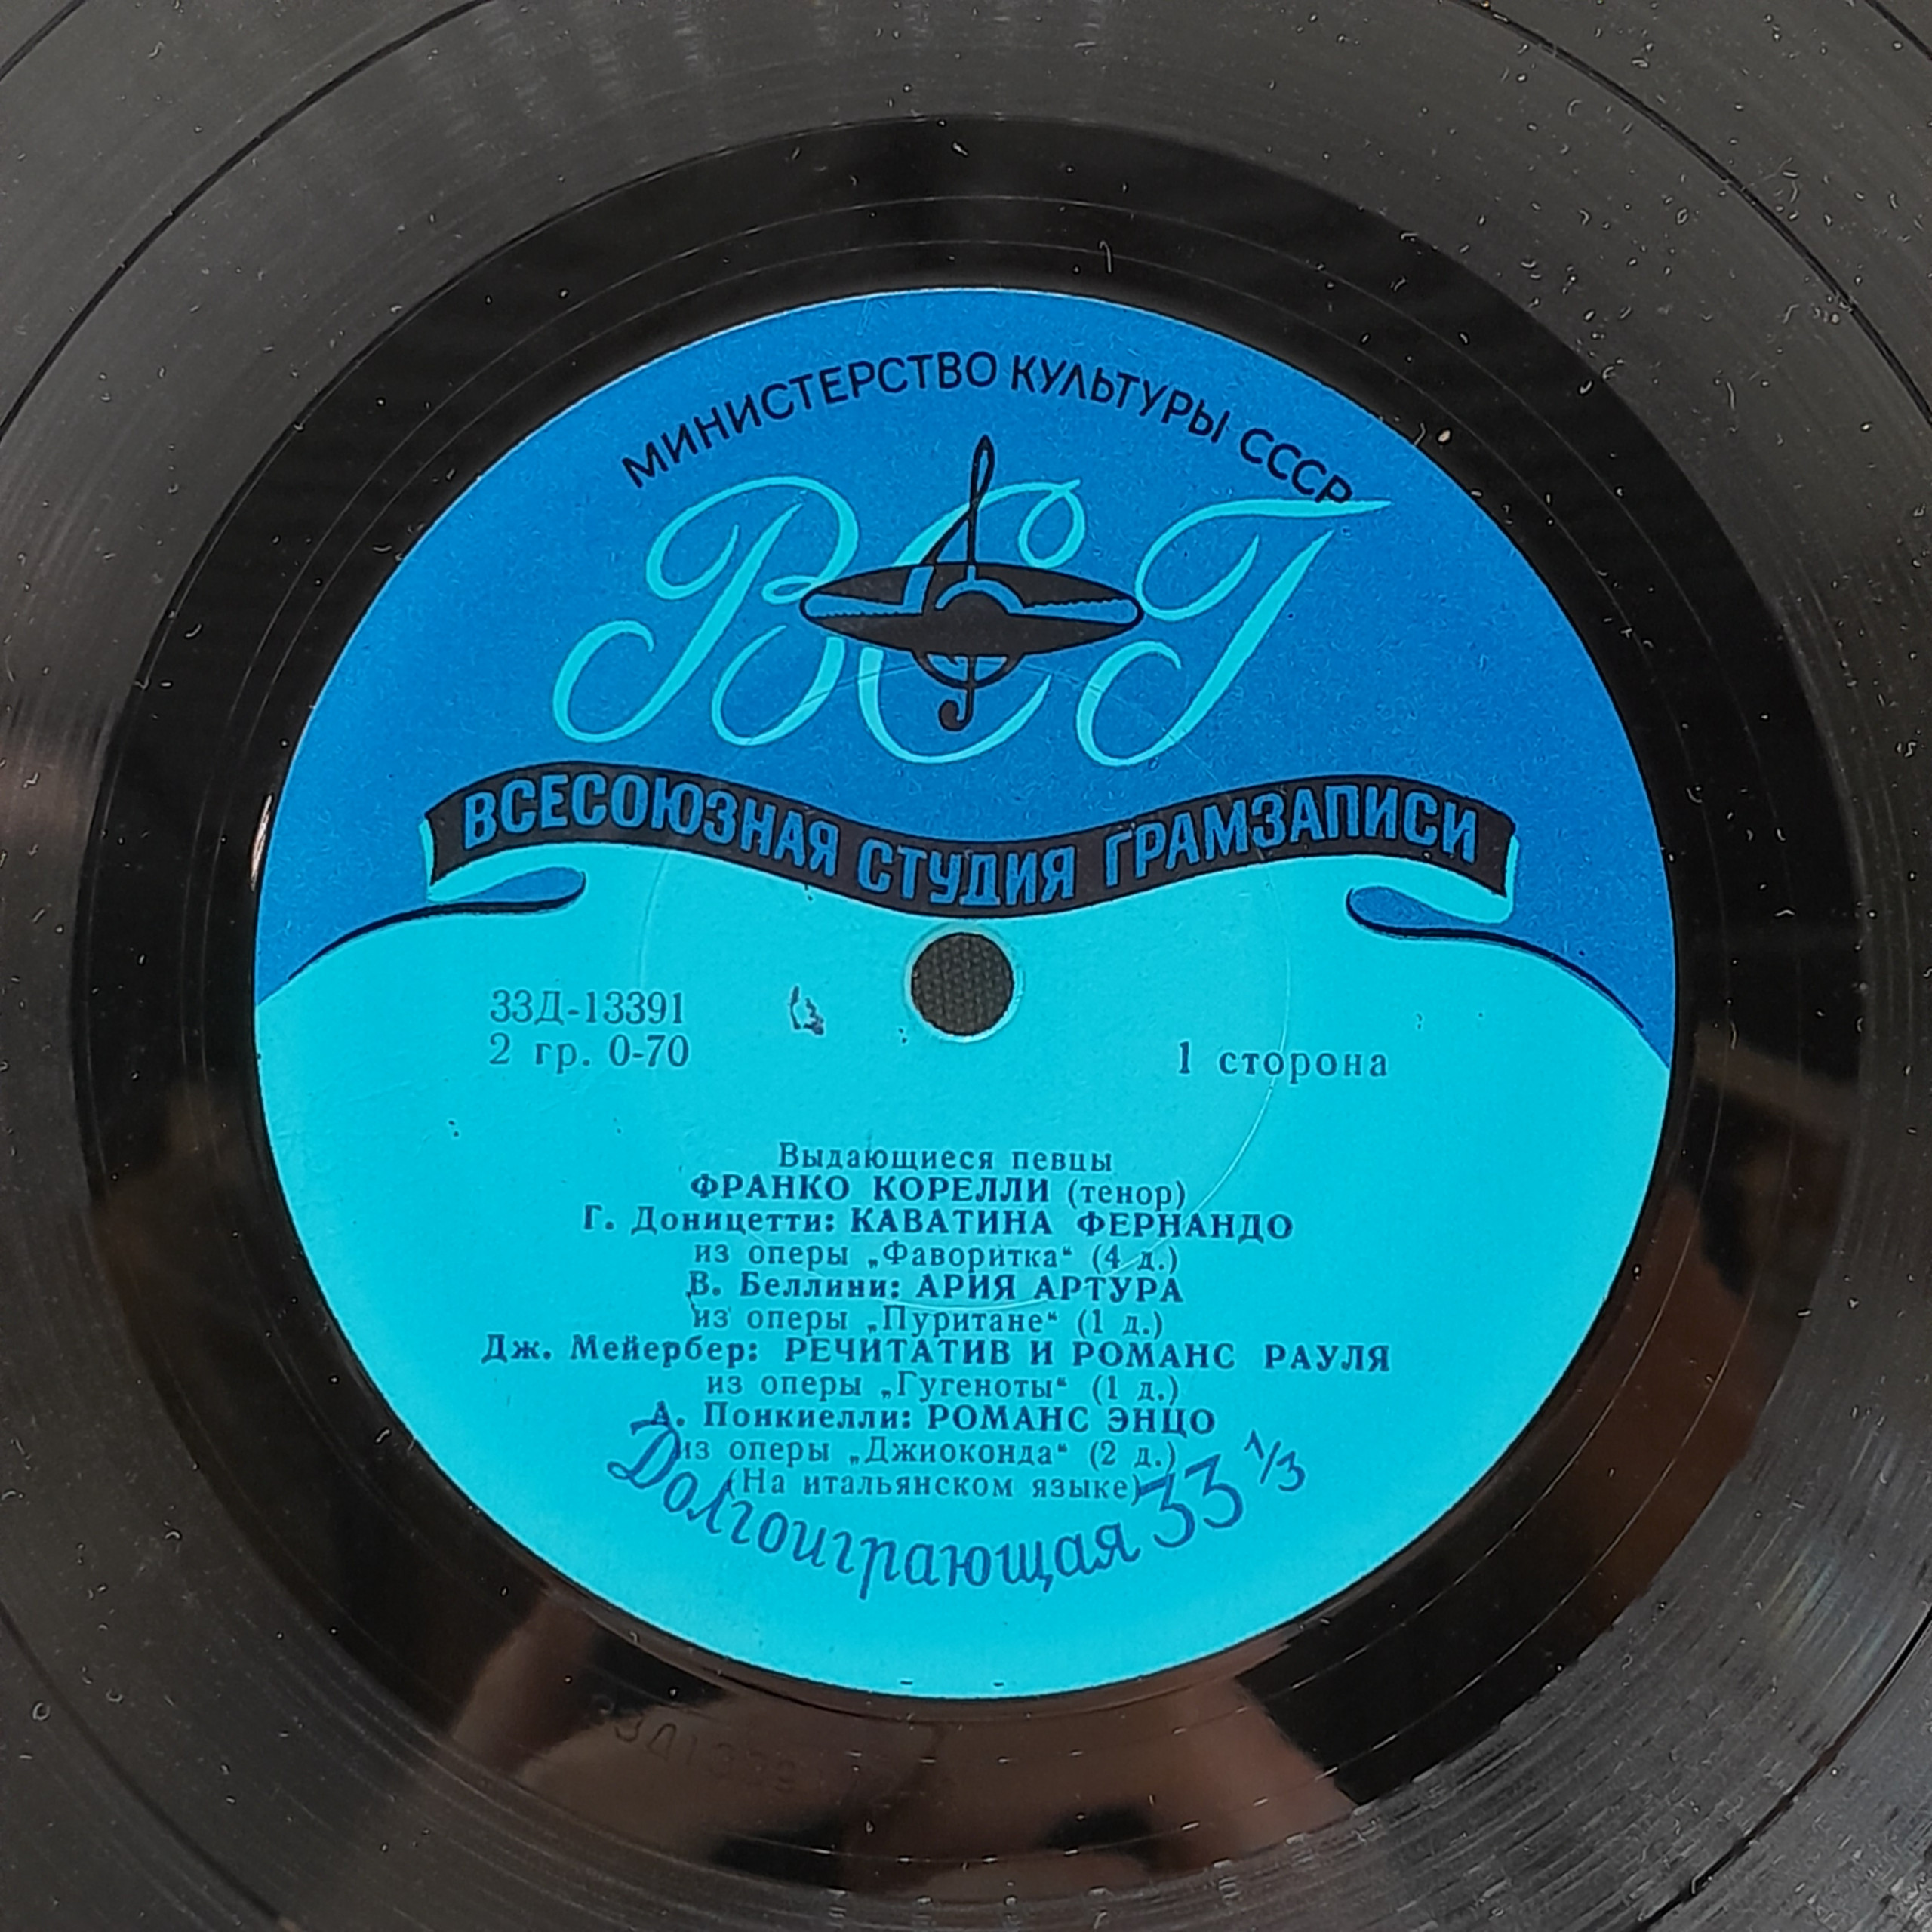 МИНИСТЕРСТВО КУЛЬТУРЫ СССР
ВСГ
ВСЕСОЮЗНАЯ СТУДИЯ ГРАМЗАПИСИ
33Д-13391
2 гр. 0-70
1 сторона
Выдающиеся певцы
ФРАНКО КОРЕЛЛИ (тенор)
Г. Доницетти: КАВАТИНА ФЕРНАНДО
из оперы „Фаворитка“ (4 д.)
В. Беллини: АРИЯ АРТУРА
из оперы „Пуритане“ (1 д.)
Дж. Мейербер: РЕЧИТАТИВ И РОМАНС РАУЛЯ
из оперы „Гугеноты“ (1 д.)
А. Понкиелли: РОМАНС ЭНЦО
из оперы „Джиоконда“ (2 д.)
(На итальянском языке)
Долгоиграющая 33 1/3